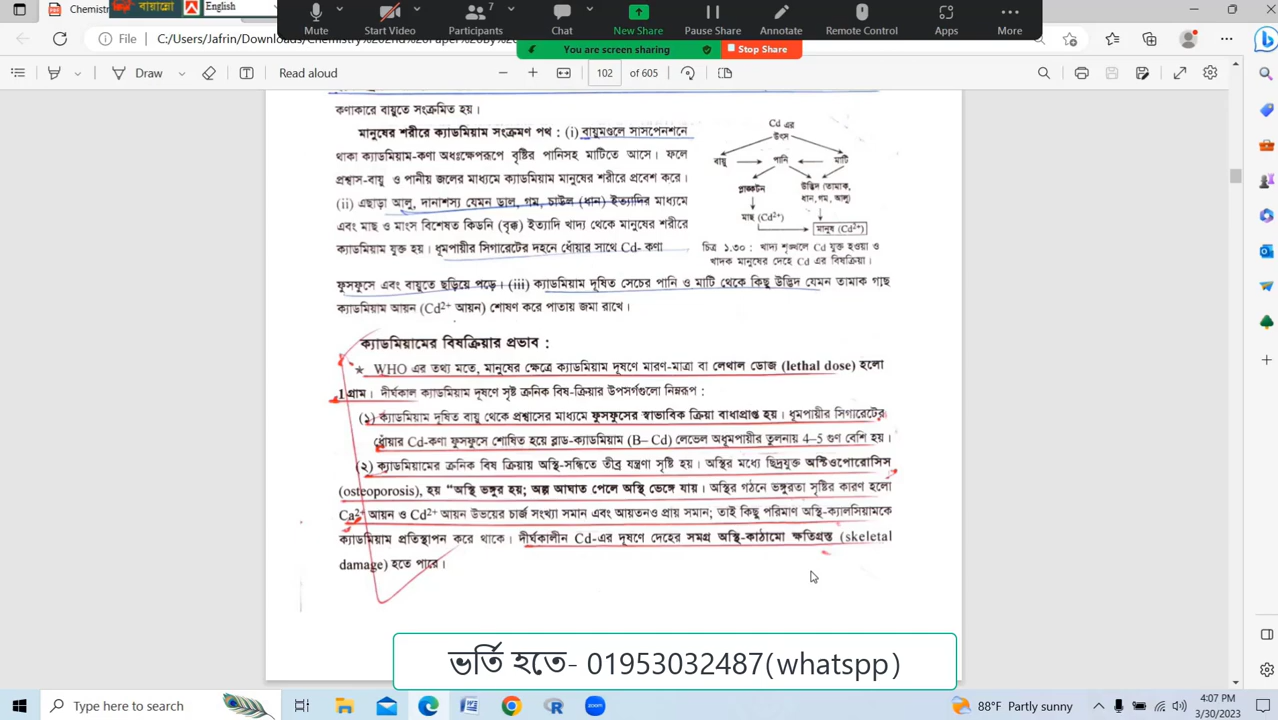 Chemist
বায়ান্নো
English
Mute
Start Video
7
Participants
Chat
New Share
Pause Share
Annotate
Remote Control
Apps
More
You are screen sharing
Stop Share
File
C:/Users/Jafrin/Downloads/Chemistry
Draw
Read aloud
102
of 605
কণাকারে বায়ুতে সংক্রমিত হয়।
মানুষের শরীরে ক্যাডমিয়াম সংক্রমণ পথ : (i) বায়ুমণ্ডলে সাসপেনশনে
থাকা ক্যাডমিয়াম-কণা অধঃক্ষেপরূপে বৃষ্টির পানিসহ মাটিতে আসে। ফলে
প্রশ্বাস-বায়ু ও পানীয় জলের মাধ্যমে ক্যাডমিয়াম মানুষের শরীরে প্রবেশ করে।
(ii) এছাড়া আলু, দানাশস্য যেমন ডাল, গম, চাউল (ধান) ইত্যাদির মাধ্যমে
এবং মাছ ও মাংস বিশেষত কিডনি (বৃক্ক) ইত্যাদি খাদ্য থেকে মানুষের শরীরে
ক্যাডমিয়াম যুক্ত হয়। ধূমপায়ীর সিগারেটের দহনে ধোঁয়ার সাথে Cd- কণা
Cd এর
উৎস
বায়ু
পানি
মাটি
প্লাঙ্কটন
উদ্ভিদ (তামাক,
ধান, গম, আলু)
মাছ (Cd²⁺)
মানুষ (Cd²⁺)
চিত্র ১.৩০ : খাদ্য শৃঙ্খলে Cd যুক্ত হওয়া ও
খাদক মানুষের দেহে Cd এর বিষক্রিয়া।
ফুসফুসে এবং বায়ুতে ছড়িয়ে পড়ে। (iii) ক্যাডমিয়াম দূষিত সেচের পানি ও মাটি থেকে কিছু উদ্ভিদ যেমন তামাক গাছ
ক্যাডমিয়াম আয়ন (Cd²⁺ আয়ন) শোষণ করে পাতায় জমা রাখে।
ক্যাডমিয়ামের বিষক্রিয়ার প্রভাব :
★ WHO এর তথ্য মতে, মানুষের ক্ষেত্রে ক্যাডমিয়াম দূষণে মারণ-মাত্রা বা লেথাল ডোজ (lethal dose) হলো
1 গ্রাম। দীর্ঘকাল ক্যাডমিয়াম দূষণে সৃষ্ট ক্রনিক বিষ-ক্রিয়ার উপসর্গগুলো নিম্নরূপ :
(১) ক্যাডমিয়াম দূষিত বায়ু থেকে প্রশ্বাসের মাধ্যমে ফুসফুসের স্বাভাবিক ক্রিয়া বাধাপ্রাপ্ত হয়। ধূমপায়ীর সিগারেটের
ধোঁয়ার Cd-কণা ফুসফুসে শোষিত হয়ে ব্লাড-ক্যাডমিয়াম (B– Cd) লেভেল অধূমপায়ীর তুলনায় 4–5 গুণ বেশি হয়।
(২) ক্যাডমিয়ামের ক্রনিক বিষ ক্রিয়ায় অস্থি-সন্ধিতে তীব্র যন্ত্রণা সৃষ্টি হয়। অস্থির মধ্যে ছিদ্রযুক্ত অস্টিওপোরোসিস
(osteoporosis), হয় "অস্থি ভঙ্গুর হয়; অল্প আঘাত পেলে অস্থি ভেঙ্গে যায়। অস্থির গঠনে ভঙ্গুরতা সৃষ্টির কারণ হলো
Ca²⁺ আয়ন ও Cd²⁺ আয়ন উভয়ের চার্জ সংখ্যা সমান এবং আয়তনও প্রায় সমান; তাই কিছু পরিমাণ অস্থি-ক্যালসিয়ামকে
ক্যাডমিয়াম প্রতিস্থাপন করে থাকে। দীর্ঘকালীন Cd-এর দূষণে দেহের সমগ্র অস্থি-কাঠামো ক্ষতিগ্রস্ত (skeletal
damage) হতে পারে।
ভর্তি হতে- 01953032487(whatspp)
Type here to search
88°F Partly sunny
4:07 PM
3/30/2023